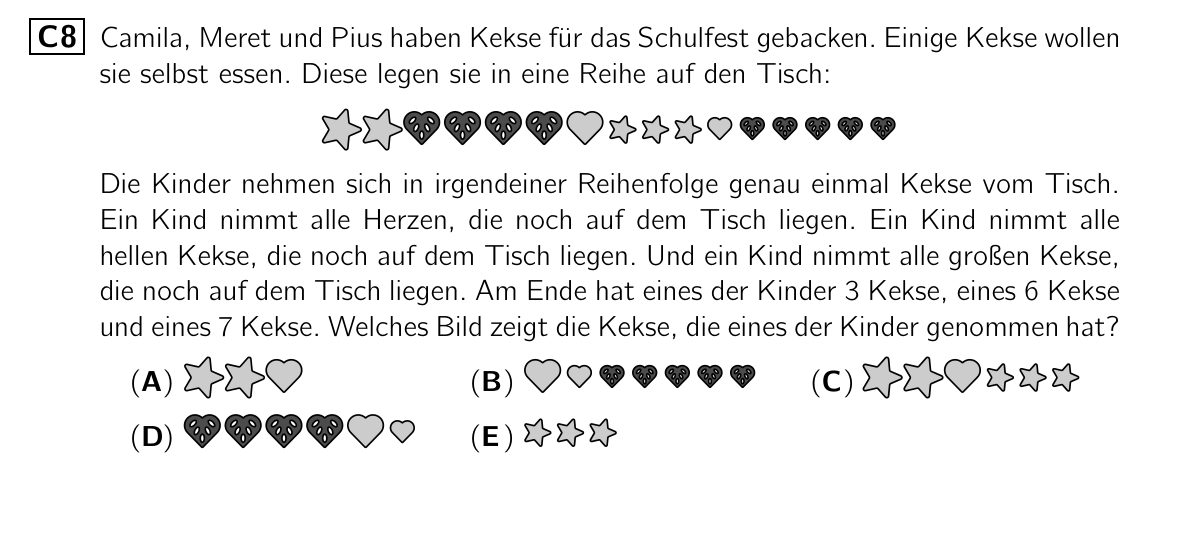 C8 Camila, Meret und Pius haben Kekse für das Schulfest gebacken. Einige Kekse wollen
sie selbst essen. Diese legen sie in eine Reihe auf den Tisch:
Die Kinder nehmen sich in irgendeiner Reihenfolge genau einmal Kekse vom Tisch.
Ein Kind nimmt alle Herzen, die noch auf dem Tisch liegen. Ein Kind nimmt alle
hellen Kekse, die noch auf dem Tisch liegen. Und ein Kind nimmt alle großen Kekse,
die noch auf dem Tisch liegen. Am Ende hat eines der Kinder 3 Kekse, eines 6 Kekse
und eines 7 Kekse. Welches Bild zeigt die Kekse, die eines der Kinder genommen hat?
(A) (B) (C)
(D) (E)